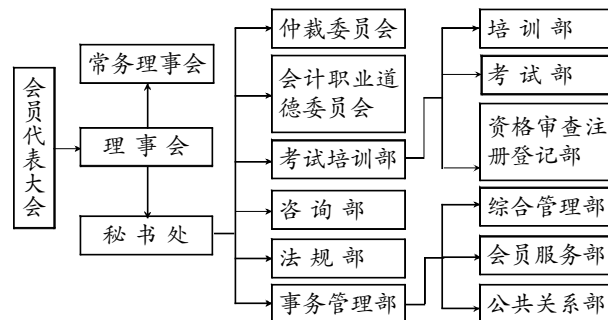 会员代表大会
常务理事会
理事会
秘书处
仲裁委员会
会计职业道
德委员会
考试培训部
咨询部
法规部
事务管理部
培训部
考试部
资格审查注
册登记部
综合管理部
会员服务部
公共关系部